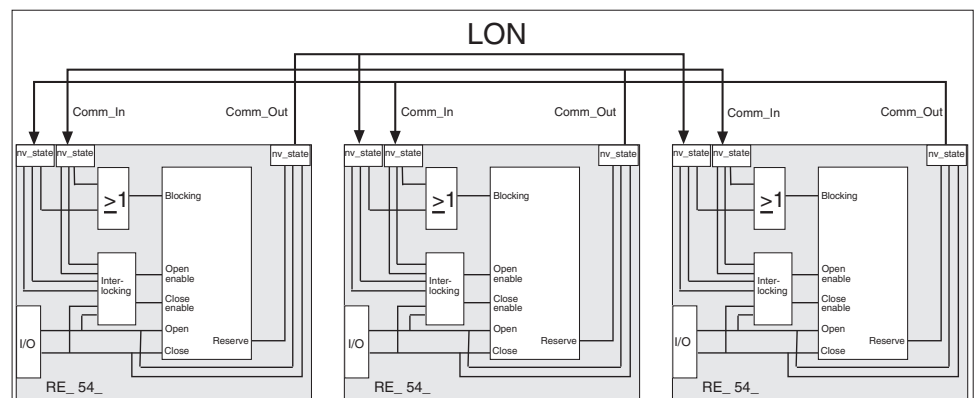 LON
Comm_In
Comm_Out
Comm_In
Comm_Out
Comm_In
Comm_Out
nv_state
nv_state
nv_state
nv_state
nv_state
nv_state
nv_state
nv_state
nv_state
≥1
Blocking
Inter-
locking
Open
enable
Close
enable
Open
Close
Reserve
I/O
RE_ 54_
≥1
Blocking
Inter-
locking
Open
enable
Close
enable
Open
Close
Reserve
I/O
RE_ 54_
≥1
Blocking
Inter-
locking
Open
enable
Close
enable
Open
Close
Reserve
I/O
RE_ 54_